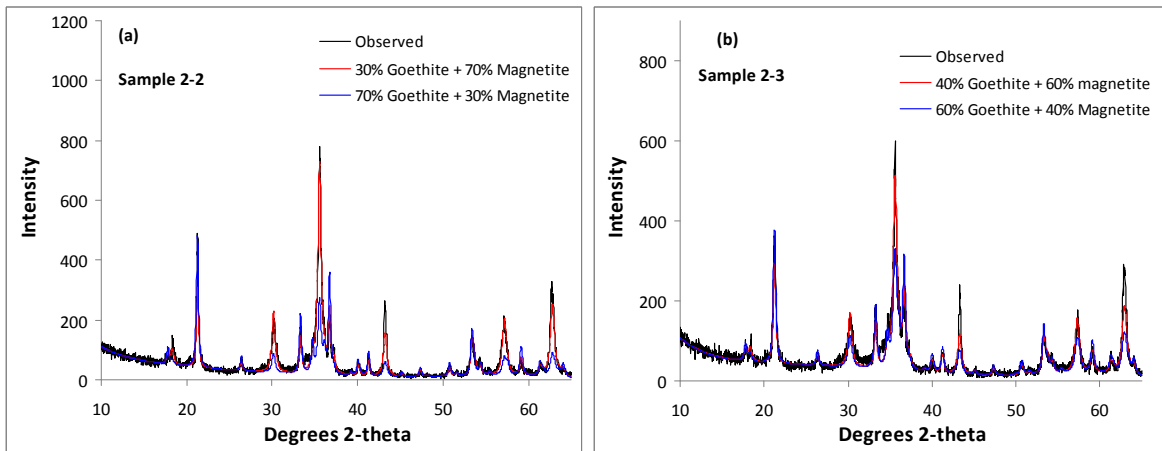 (a)
Sample 2-2
Observed
30% Goethite + 70% Magnetite
70% Goethite + 30% Magnetite
1200
1000
800
600
400
200
0
Intensity
10 20 30 40 50 60
Degrees 2-theta
(b)
Sample 2-3
Observed
40% Goethite + 60% magnetite
60% Goethite + 40% Magnetite
800
600
400
200
0
Intensity
10 20 30 40 50 60
Degrees 2-theta